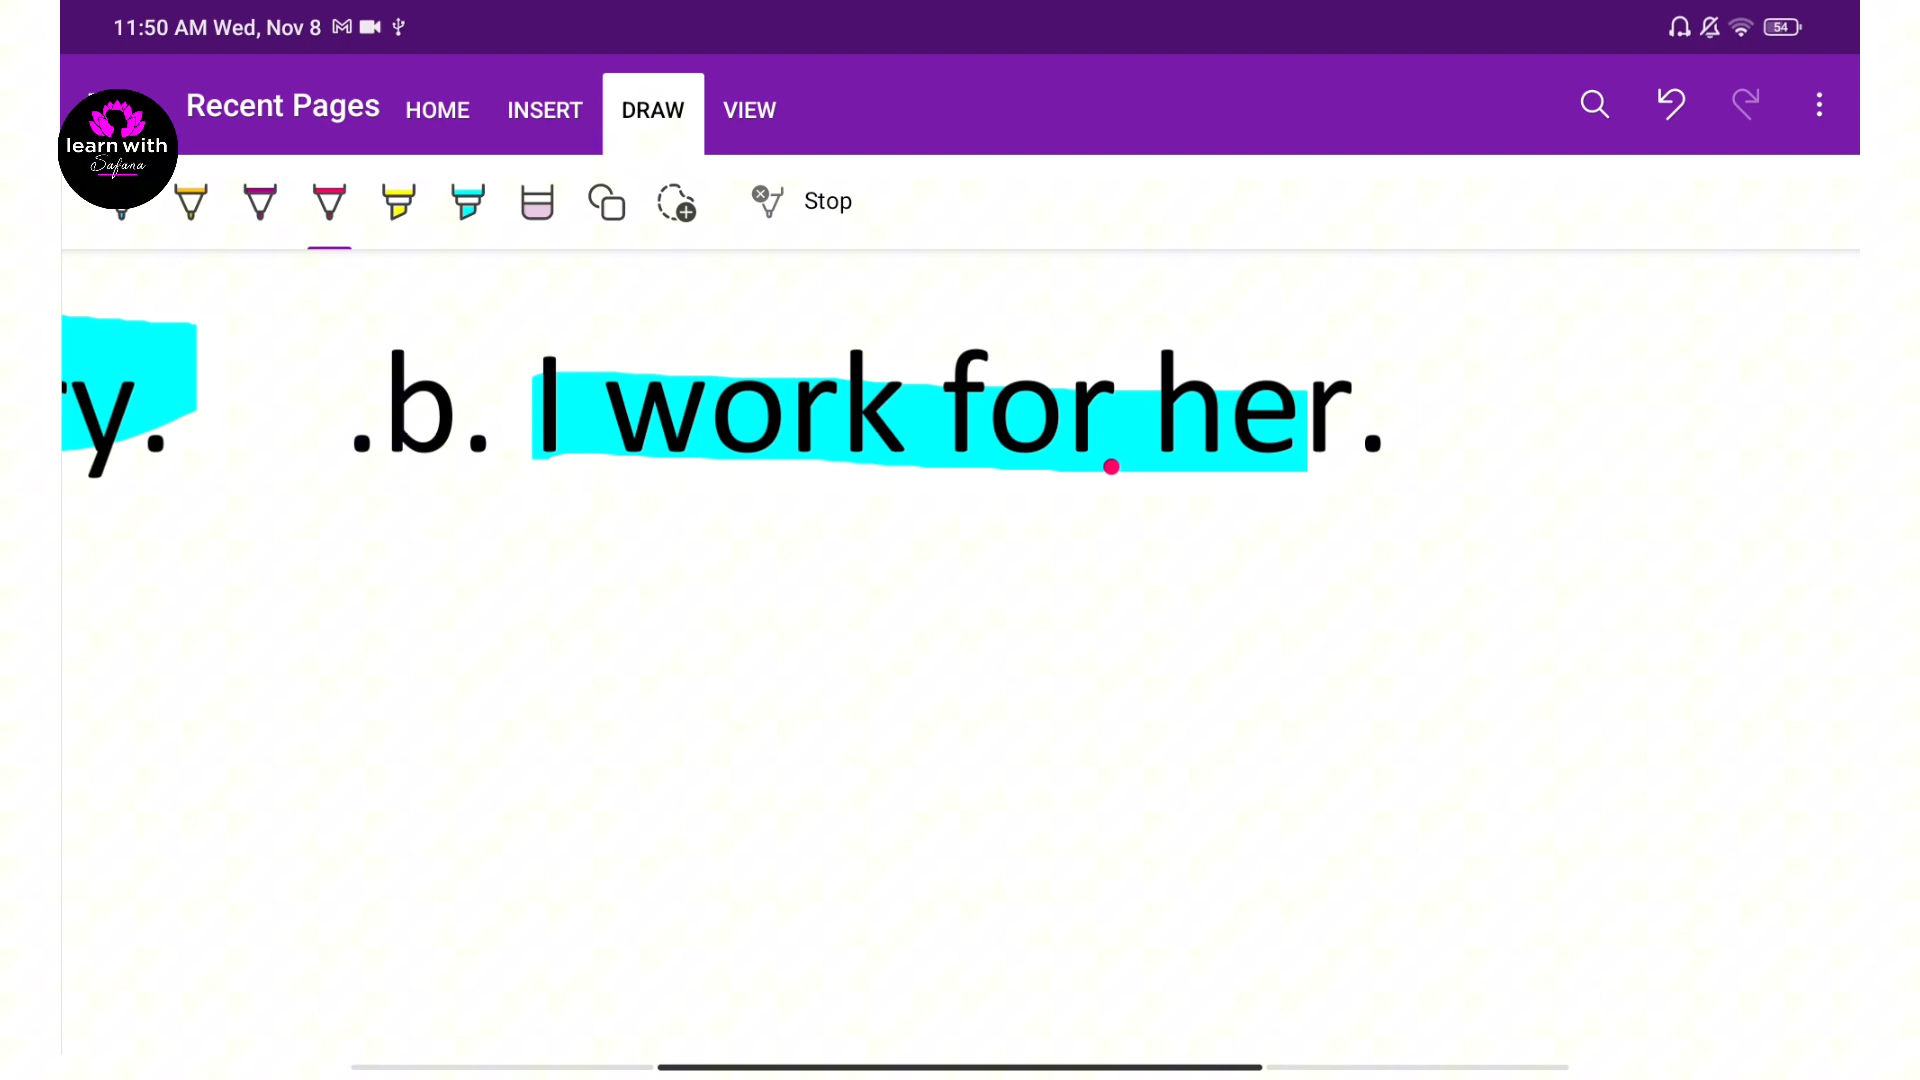 11:50 AM Wed, Nov 8
54
Recent Pages HOME INSERT DRAW VIEW
learn with
Safana
Stop
y. .b. I work for her.